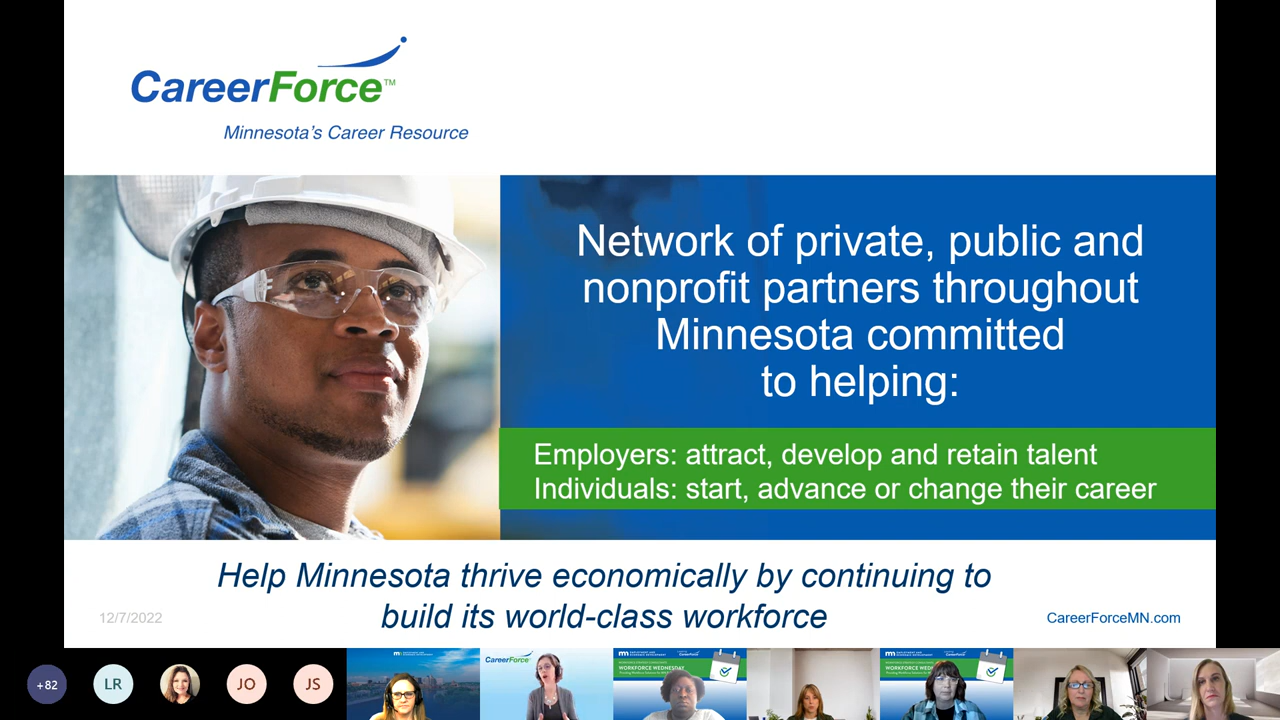 CareerForce™
Minnesota's Career Resource
Network of private, public and
nonprofit partners throughout
Minnesota committed
to helping:
Employers: attract, develop and retain talent
Individuals: start, advance or change their career
Help Minnesota thrive economically by continuing to
build its world-class workforce
12/7/2022
CareerForceMN.com
+82
LR
JO
JS
CareerForce
WORKFORCE WEDNESDAY
WORKFORCE WED